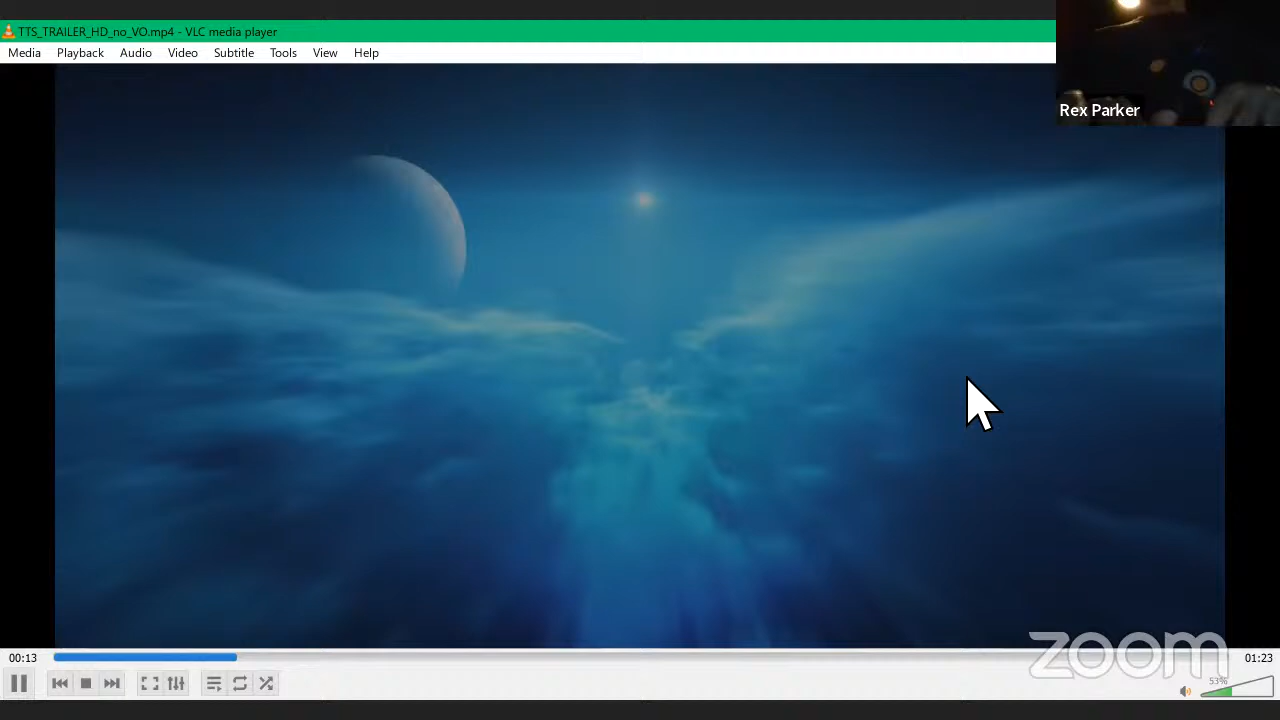 TTS_TRAILER_HD_no_VO.mp4 - VLC media player
Media Playback Audio Video Subtitle Tools View Help
Rex Parker
zoom
00:13
01:23
53%